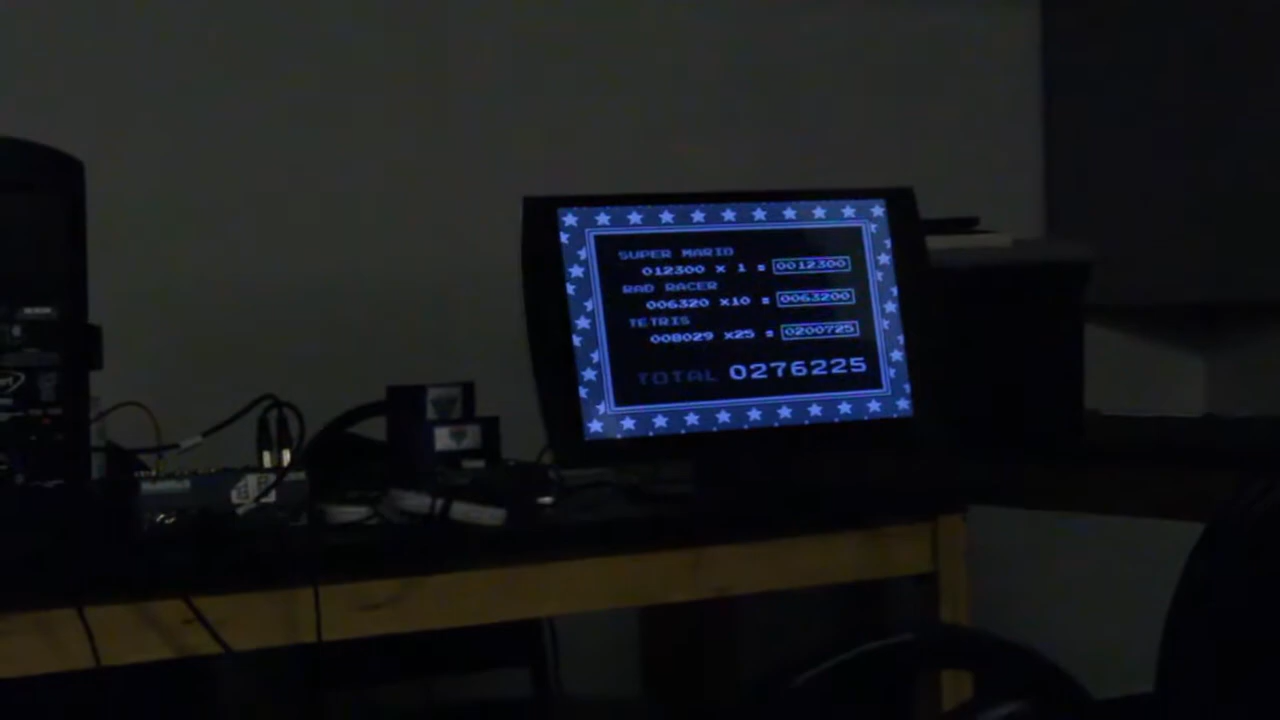 SUPER MARIO
012300 X 1 = 0012300
RAD RACER
006320 X10 = 0063200
TETRIS
008029 X25 = 0200725
TOTAL 0276225